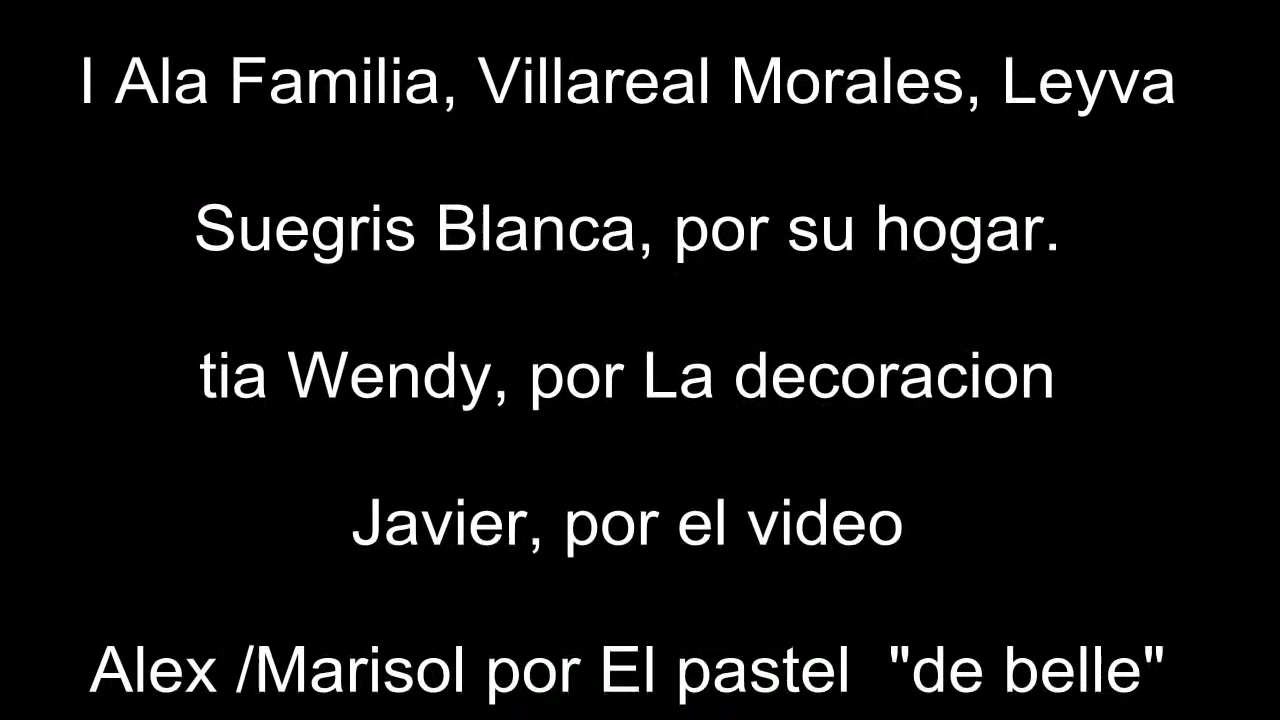 I Ala Familia, Villareal Morales, Leyva
Suegris Blanca, por su hogar.
tia Wendy, por La decoracion
Javier, por el video
Alex /Marisol por El pastel  "de belle"